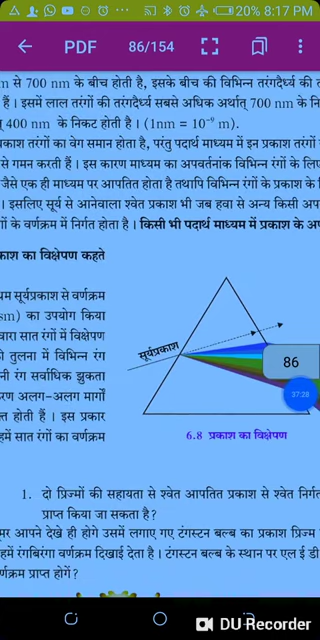 20% 8:17 PM
PDF
86/154
m से 700 nm के बीच होती है, इसके बीच की विभिन्न तरंगदैर्ध्य की त
हैं । इसमें लाल तरंगों की तरंगदैर्ध्य सबसे अधिक अर्थात् 700 nm के नि
400 nm के निकट होती है । (1nm = 10⁻⁹ m).
काश तरंगों का वेग समान होता है, परंतु पदार्थ माध्यम में इन प्रकाश तरंगों
से गमन करती हैं । इस कारण माध्यम का अपवर्तनांक विभिन्न रंगों के लिए
जैसे एक ही माध्यम पर आपतित होता है तथापि विभिन्न रंगों के प्रकाश के
। इसलिए सूर्य से आनेवाला श्वेत प्रकाश भी जब हवा से अन्य किसी अप
गों के वर्णक्रम में निर्गत होता है । किसी भी पदार्थ माध्यम में प्रकाश के अप
काश का विक्षेपण कहते
थम सूर्यप्रकाश से वर्णक्रम
sm) का उपयोग किया
वारा सात रंगों में विक्षेपण
ी तुलना में विभिन्न रंग
नी रंग सर्वाधिक झुकता
करण अलग-अलग मार्गों
त होती हैं । इस प्रकार
हमें सात रंगों का वर्णक्रम
सूर्यप्रकाश
86
37:28
6.8 प्रकाश का विक्षेपण
1. दो प्रिज्मों की सहायता से श्वेत आपतित प्रकाश से श्वेत निर्गत
प्राप्त किया जा सकता है?
मर आपने देखे ही होंगे उसमें लगाए गए टंगस्टन बल्ब का प्रकाश प्रिज्म
हमें रंगबिरंगा वर्णक्रम दिखाई देता है । टंगस्टन बल्ब के स्थान पर एल ई डी
वर्णक्रम प्राप्त होगें?
DU Recorder